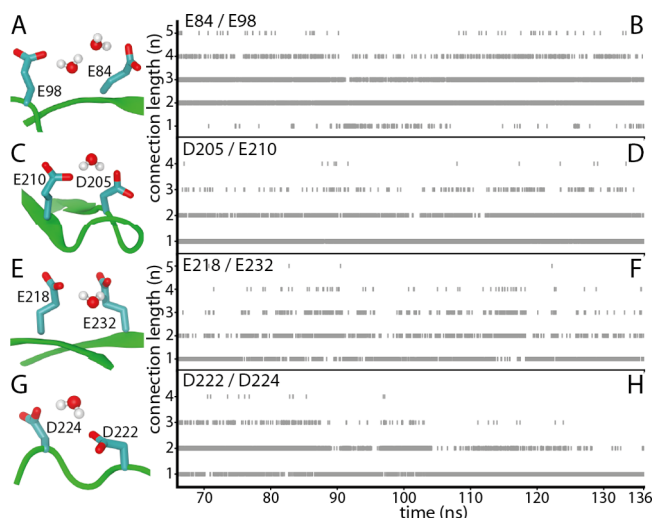 A
E98
E84
B
E84 / E98
5
4
3
2
1
connection length (n)
C
E210
D205
D
D205 / E210
4
3
2
1
E
E218
E232
F
E218 / E232
5
4
3
2
1
connection length (n)
G
D224
D222
H
D222 / D224
4
3
2
1
70 80 90 100 110 120 130 136
time (ns)